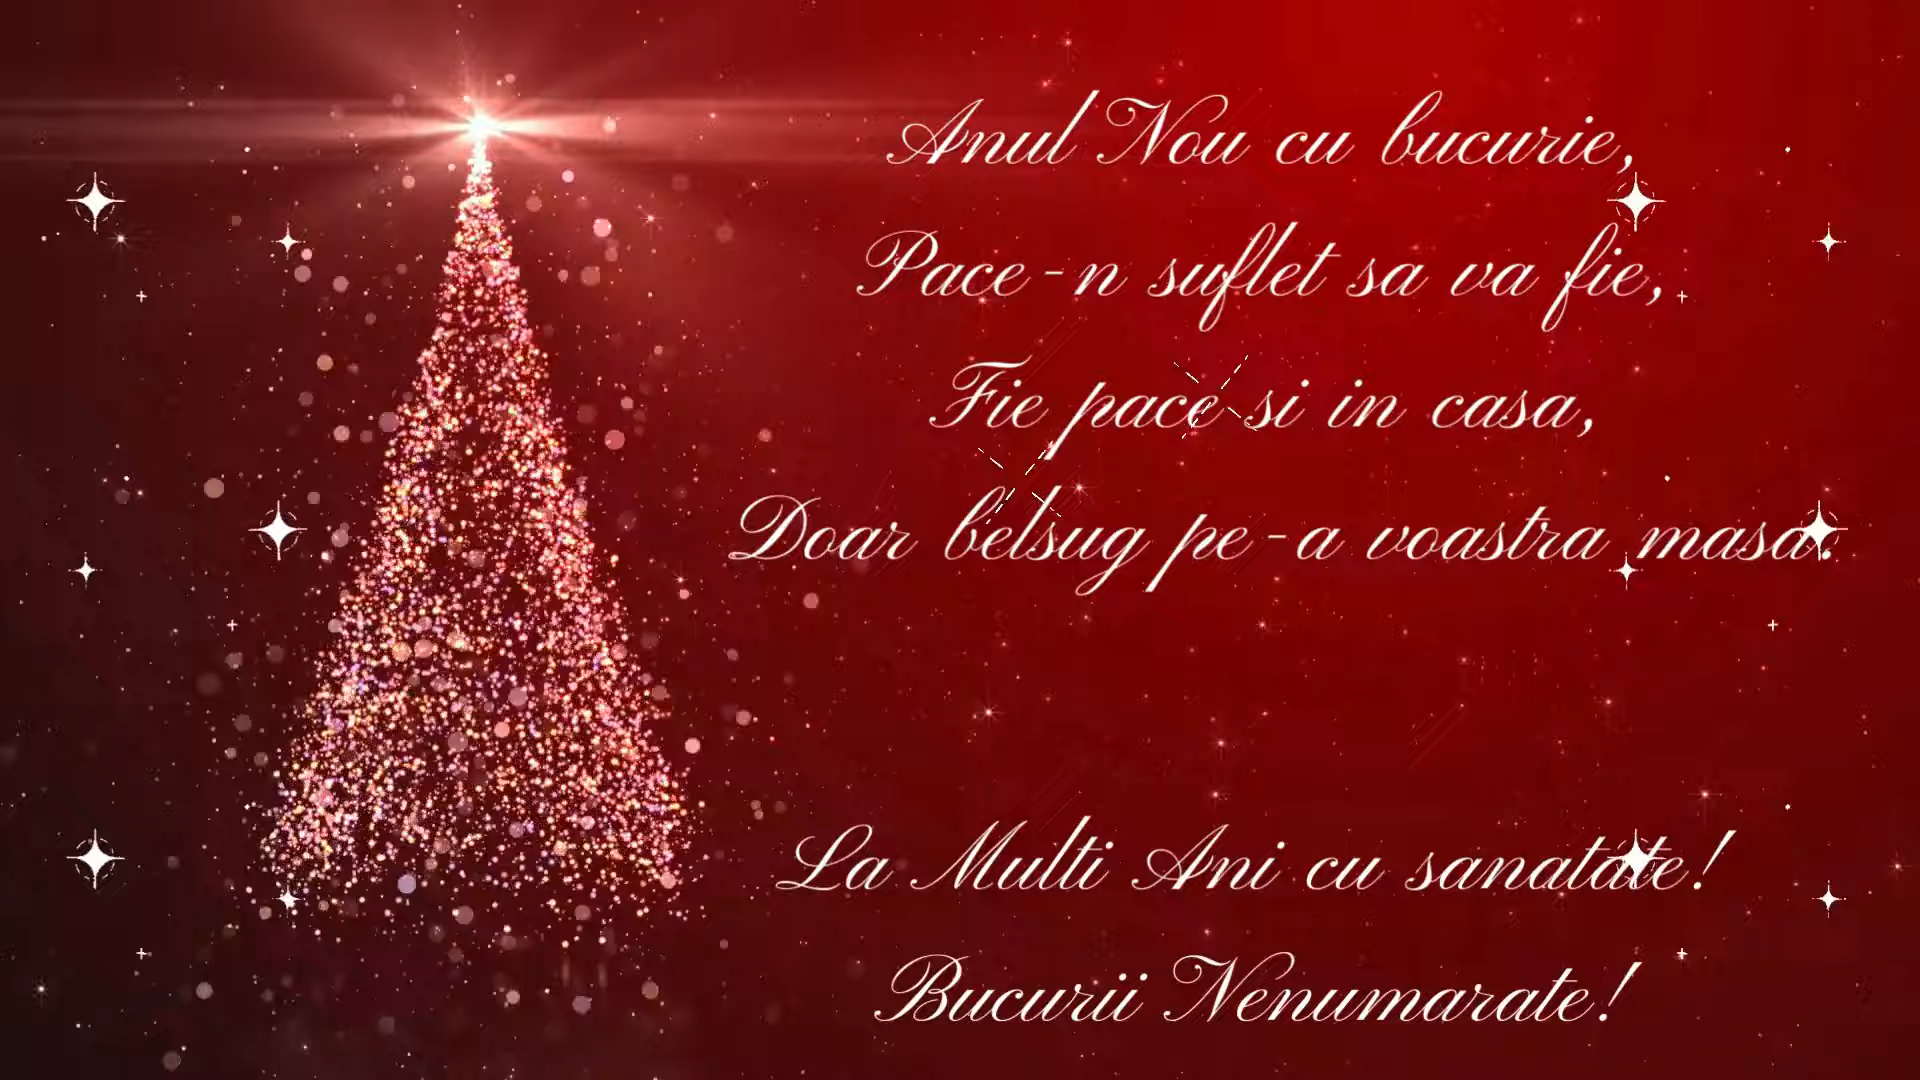 Anul Nou cu bucurie,
Pace-n suflet sa va fie,
Fie pace si in casa,
Doar belsug pe-a voastra masa.
La Multi Ani cu sanatate!
Bucurii Nenumarate!